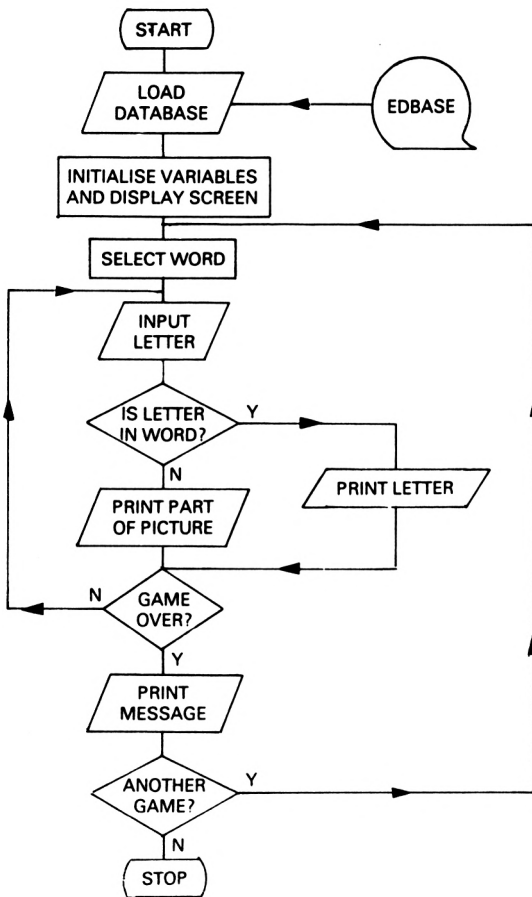 START
LOAD
DATABASE
EDBASE
INITIALISE VARIABLES
AND DISPLAY SCREEN
SELECT WORD
INPUT
LETTER
IS LETTER
IN WORD?
Y
N
PRINT LETTER
PRINT PART
OF PICTURE
N
GAME
OVER?
Y
PRINT
MESSAGE
ANOTHER
GAME?
Y
N
STOP